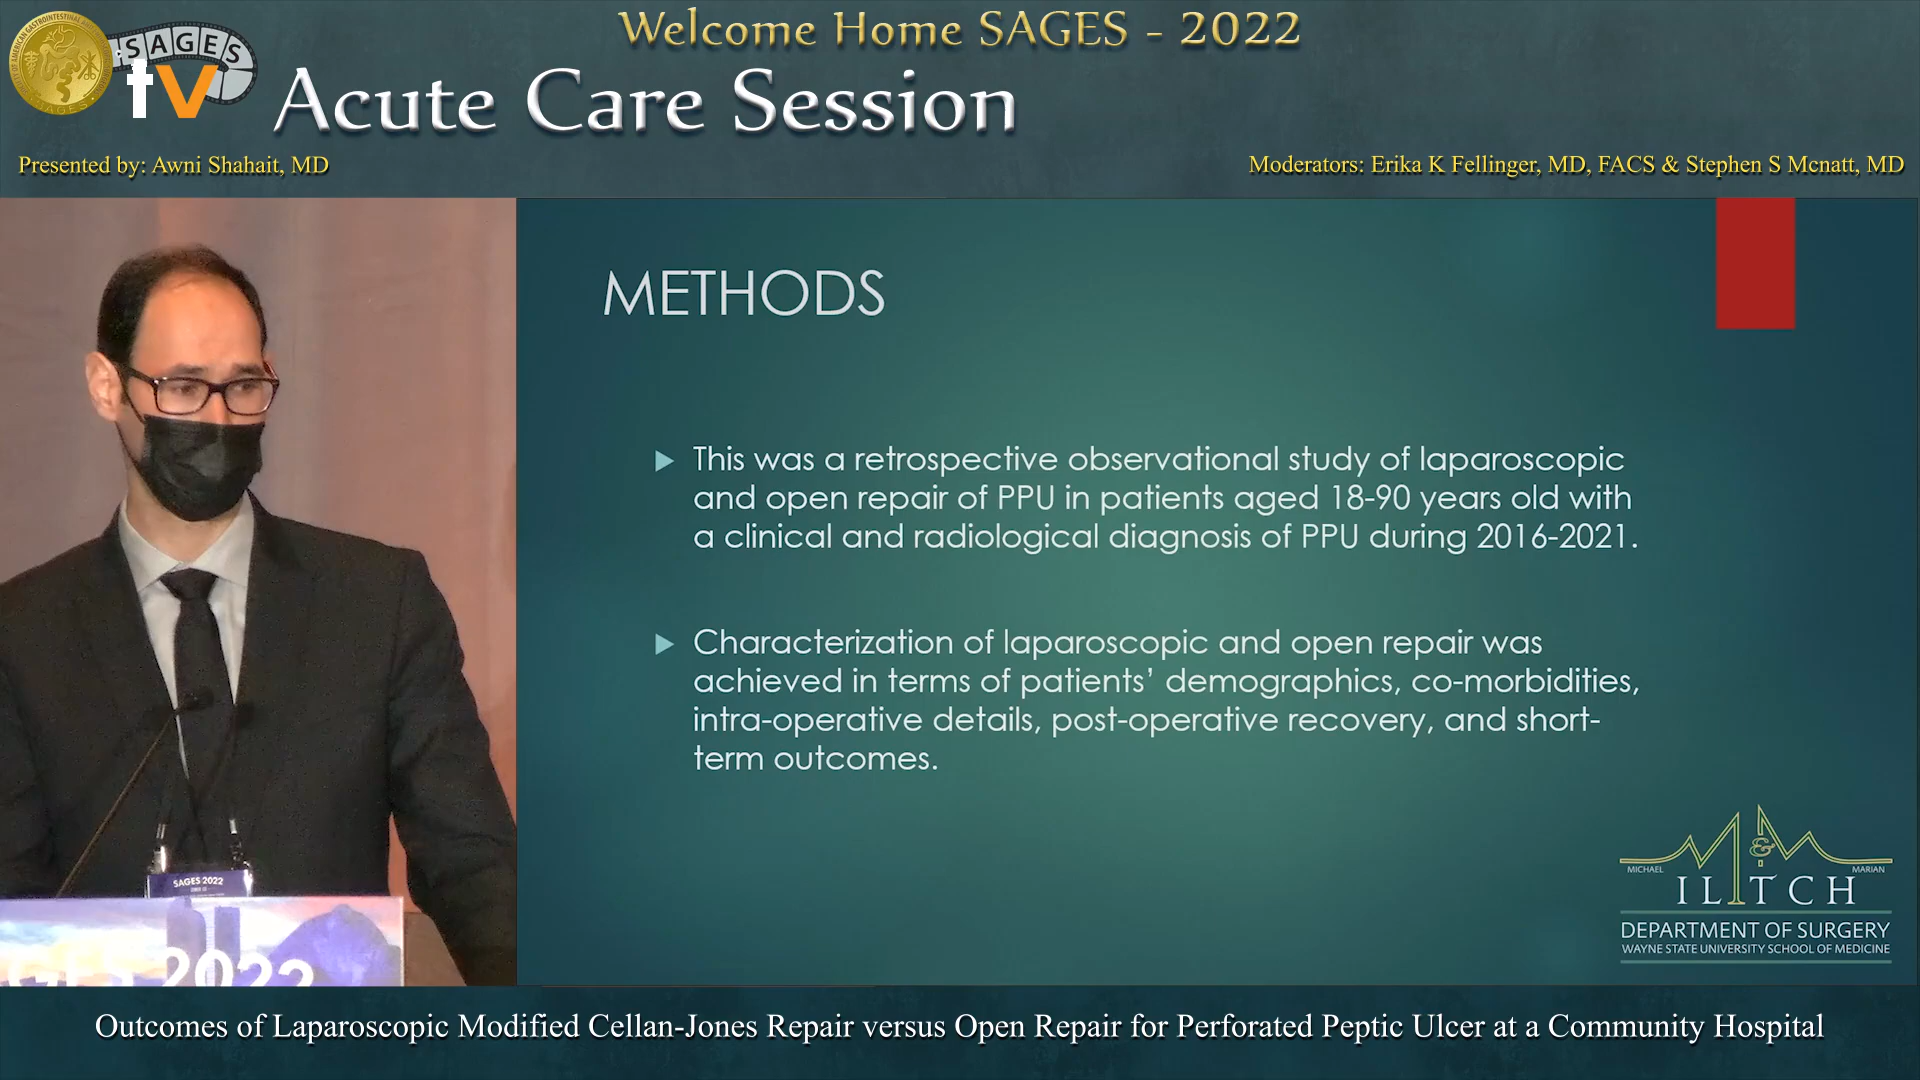 Welcome Home SAGES - 2022
SAGES
tv
Acute Care Session
Presented by: Awni Shahait, MD
Moderators: Erika K Fellinger, MD, FACS & Stephen S Mcnatt, MD
METHODS
This was a retrospective observational study of laparoscopic
and open repair of PPU in patients aged 18-90 years old with
a clinical and radiological diagnosis of PPU during 2016-2021.
Characterization of laparoscopic and open repair was
achieved in terms of patients’ demographics, co-morbidities,
intra-operative details, post-operative recovery, and short-
term outcomes.
SAGES 2022
2022
M&M
MICHAEL
MARIAN
ILITCH
DEPARTMENT OF SURGERY
WAYNE STATE UNIVERSITY SCHOOL OF MEDICINE
Outcomes of Laparoscopic Modified Cellan-Jones Repair versus Open Repair for Perforated Peptic Ulcer at a Community Hospital